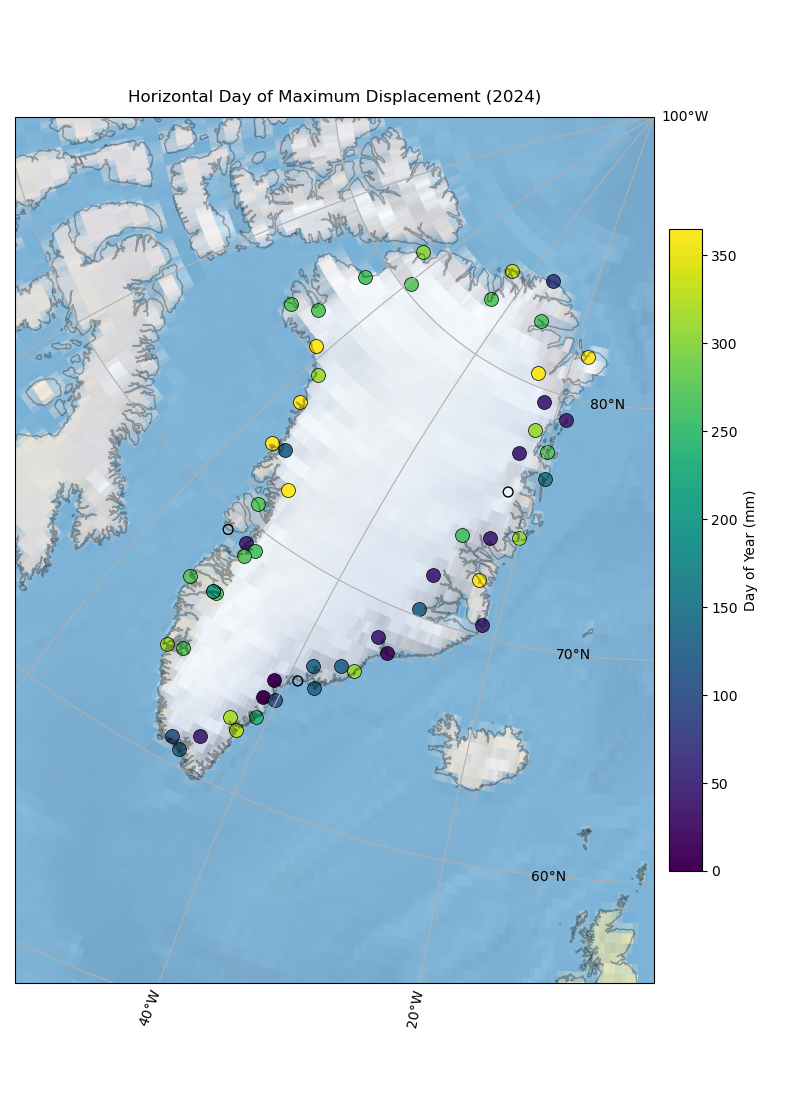 Horizontal Day of Maximum Displacement (2024)
100°W
350
300
80°N
250
200
Day of Year (mm)
150
70°N
100
50
0
60°N
40°W
20°W